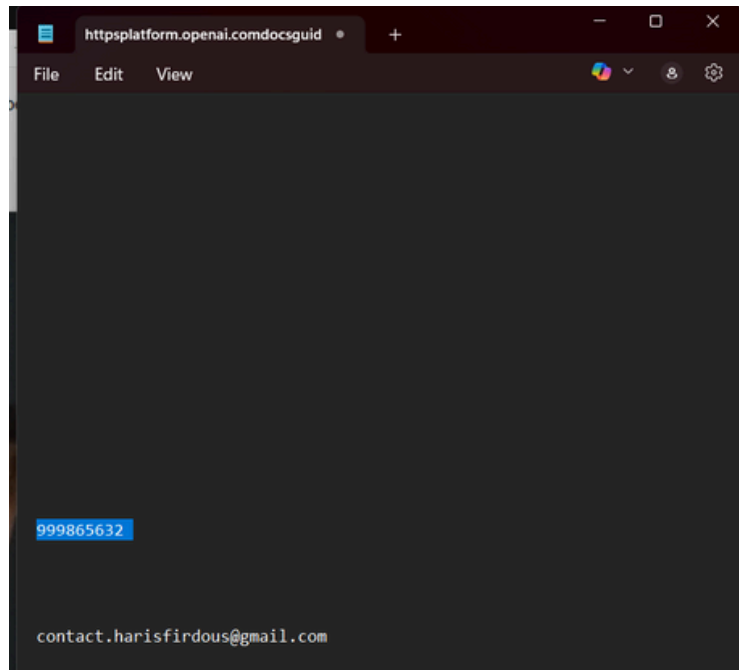 httpsplatform.openai.comdocsguid
File Edit View
999865632
contact.harisfirdous@gmail.com